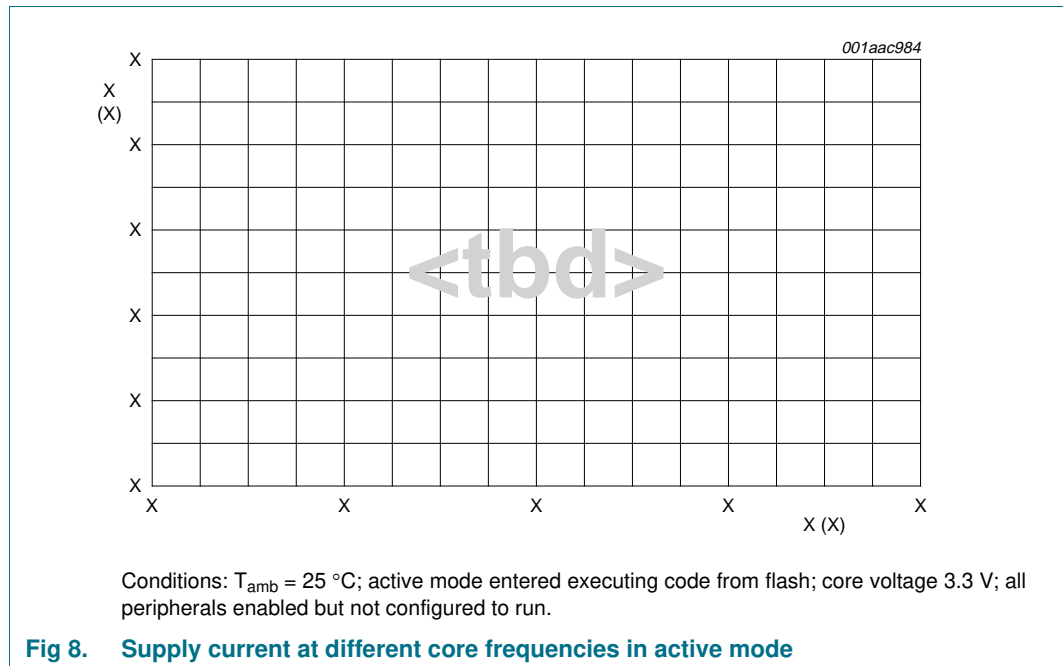 001aac984
X
X
(X)
X
X
<tbd>
X
X
X
X X X X X
X (X)
Conditions: Tamb = 25 °C; active mode entered executing code from flash; core voltage 3.3 V; all
peripherals enabled but not configured to run.
Fig 8. Supply current at different core frequencies in active mode